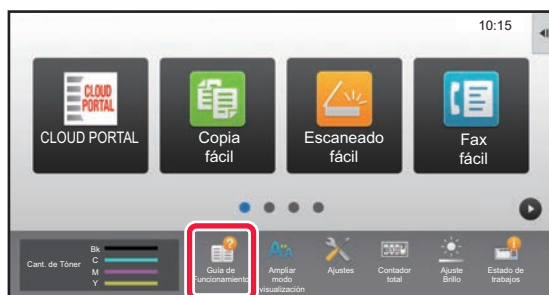 10:15
CLOUD
PORTAL
CLOUD PORTAL
Copia
fácil
Escaneado
fácil
Fax
fácil
Cant. de Tóner
Bk
C
M
Y
Guía de
Funcionamiento
Ampliar
modo
visualización
Ajustes
Contador
total
Ajuste
Brillo
Estado de
trabajos